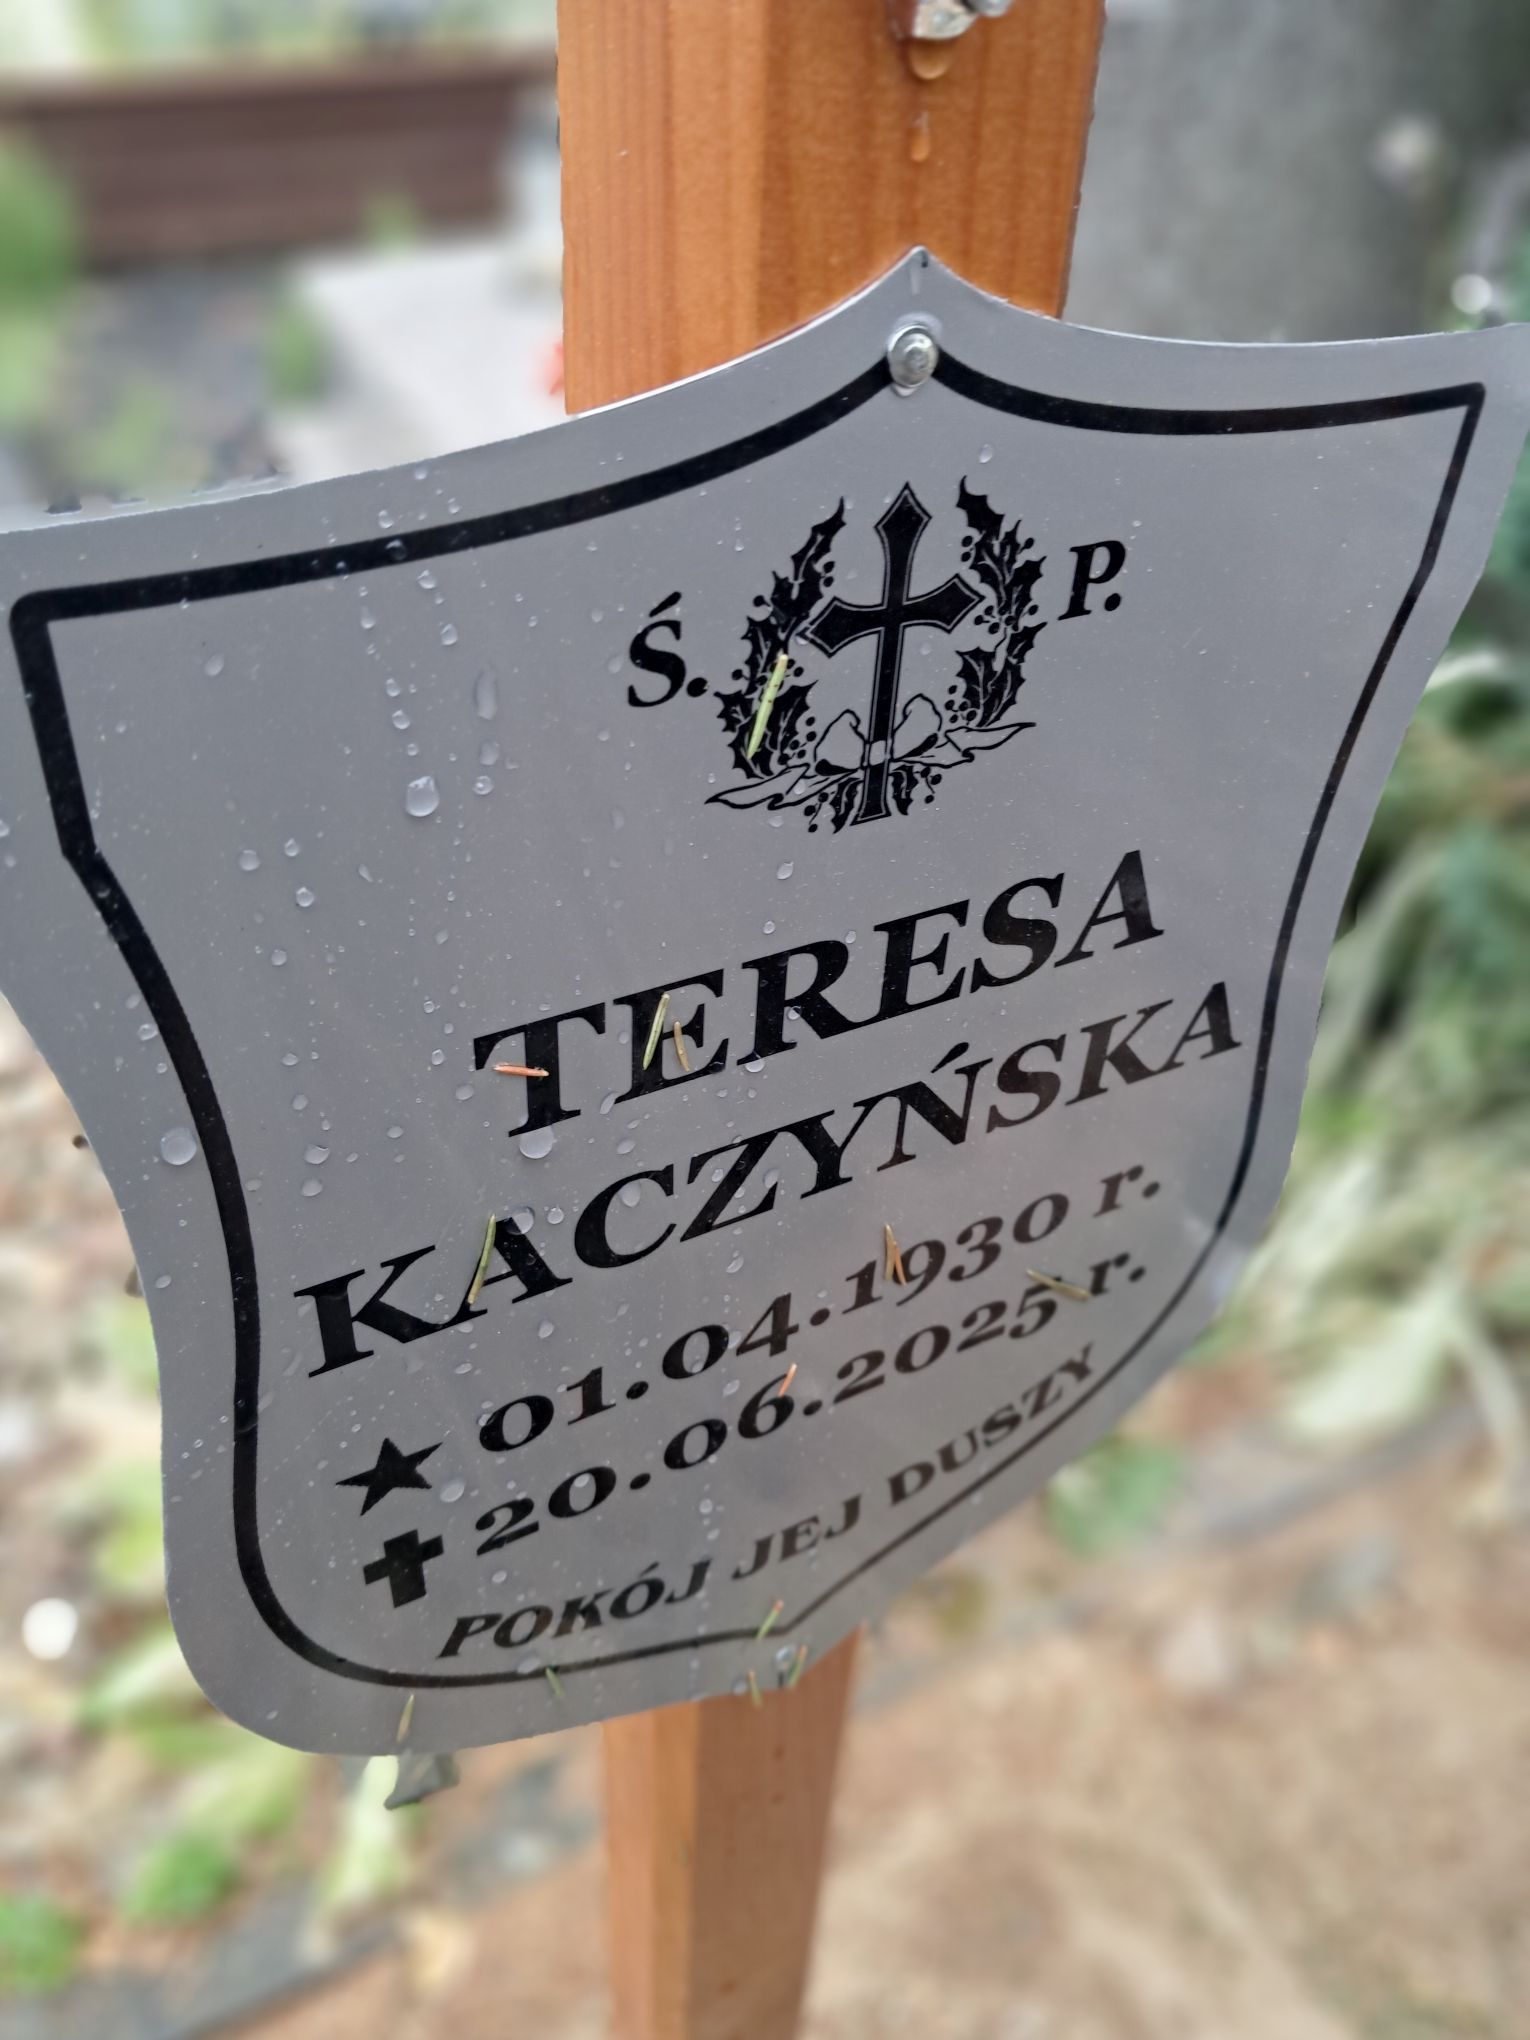 Ś. P.
TERESA
KACZYŃSKA
01.04.1930 r.
20.06.2025 r.
POKÓJ JEJ DUSZY